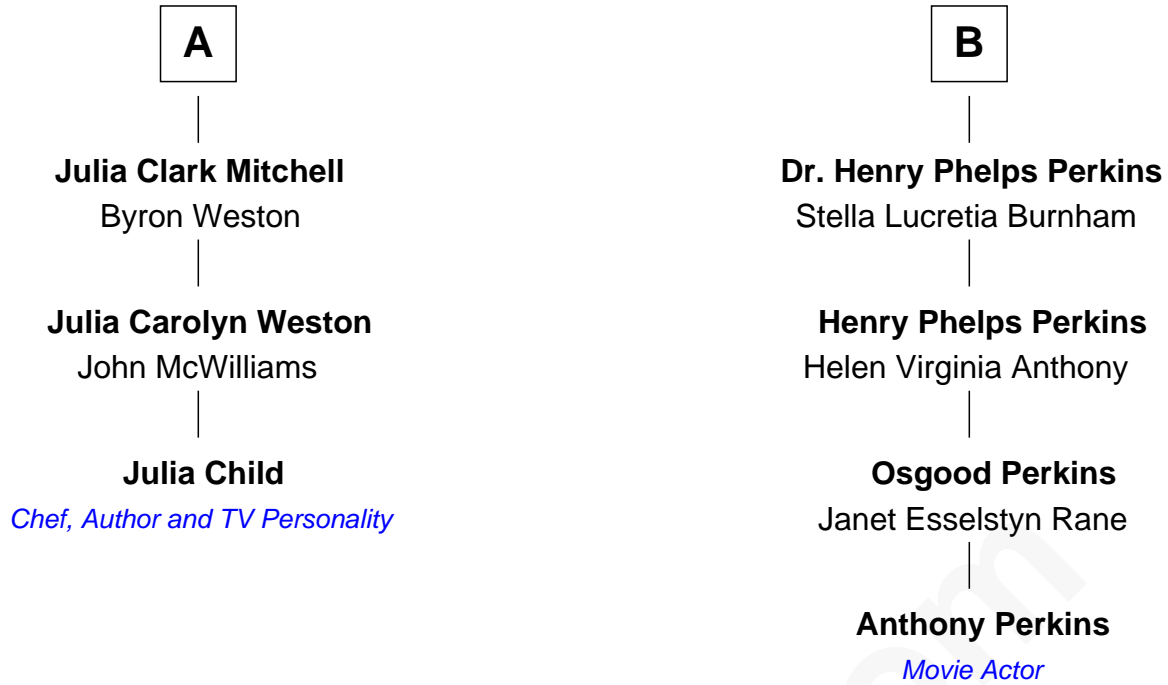 A
Julia Clark Mitchell
Byron Weston
Julia Carolyn Weston
John McWilliams
Julia Child
Chef, Author and TV Personality
B
Dr. Henry Phelps Perkins
Stella Lucretia Burnham
Henry Phelps Perkins
Helen Virginia Anthony
Osgood Perkins
Janet Esselstyn Rane
Anthony Perkins
Movie Actor